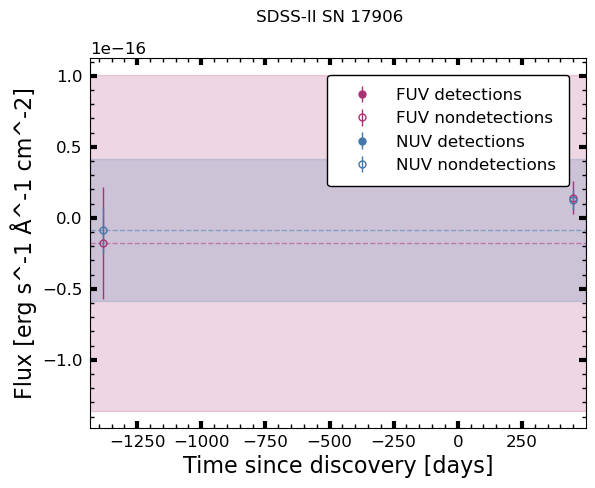 SDSS-II SN 17906
1e−16
1.0
0.5
0.0
−0.5
−1.0
FUV detections
FUV nondetections
NUV detections
NUV nondetections
Flux [erg s^-1 Å^-1 cm^-2]
−1250 −1000 −750 −500 −250 0 250
Time since discovery [days]